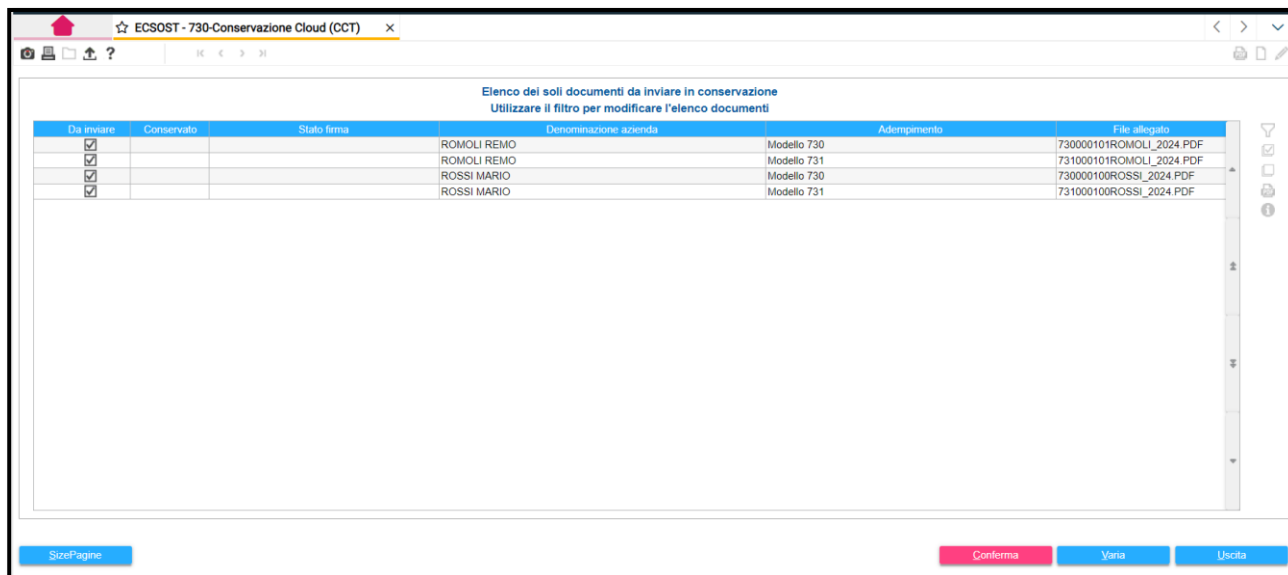 ECSOST - 730-Conservazione Cloud (CCT)
?
Elenco dei soli documenti da inviare in conservazione
Utilizzare il filtro per modificare l'elenco documenti
Da inviare Conservato Stato firma Denominazione azienda Adempimento File allegato
ROMOLI REMO Modello 730 730000101ROMOLI_2024.PDF
ROMOLI REMO Modello 731 731000101ROMOLI_2024.PDF
ROSSI MARIO Modello 730 730000100ROSSI_2024.PDF
ROSSI MARIO Modello 731 731000100ROSSI_2024.PDF
SizePagine Conferma Varia Uscita